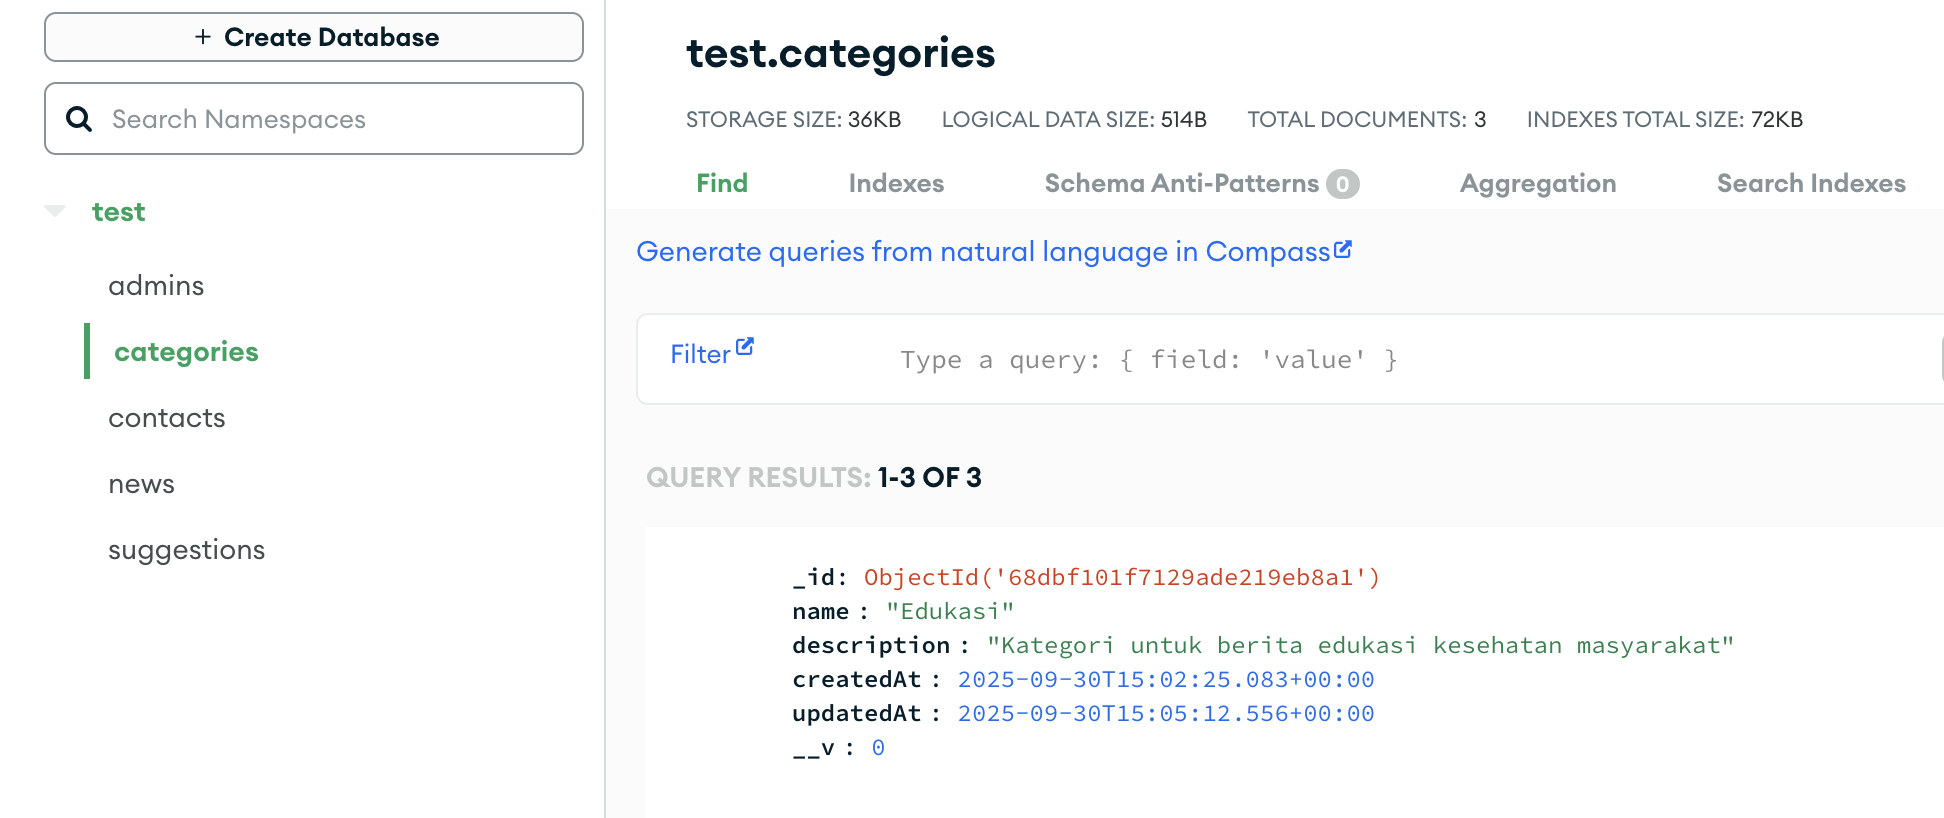 + Create Database
Search Namespaces
test
admins
categories
contacts
news
suggestions
test.categories
STORAGE SIZE: 36KB LOGICAL DATA SIZE: 514B TOTAL DOCUMENTS: 3 INDEXES TOTAL SIZE: 72KB
Find Indexes Schema Anti-Patterns 0 Aggregation Search Indexes
Generate queries from natural language in Compass
Filter Type a query: { field: 'value' }
QUERY RESULTS: 1-3 OF 3
_id: ObjectId('68dbf101f7129ade219eb8a1')
name : "Edukasi"
description : "Kategori untuk berita edukasi kesehatan masyarakat"
createdAt : 2025-09-30T15:02:25.083+00:00
updatedAt : 2025-09-30T15:05:12.556+00:00
__v : 0